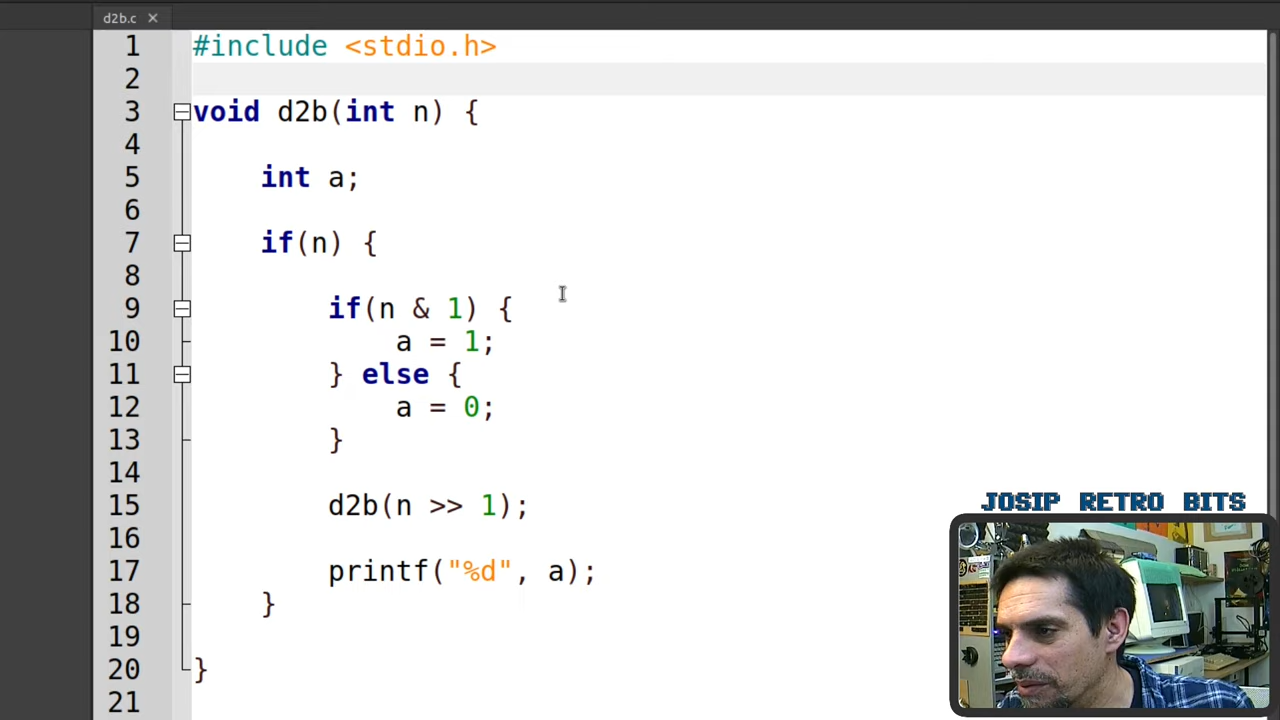 d2b.c
1 #include <stdio.h>
2
3 void d2b(int n) {
4
5 int a;
6
7 if(n) {
8
9 if(n & 1) {
10 a = 1;
11 } else {
12 a = 0;
13 }
14
15 d2b(n >> 1);
16
17 printf("%d", a);
18 }
19
20 }
21
JOSIP RETRO BITS